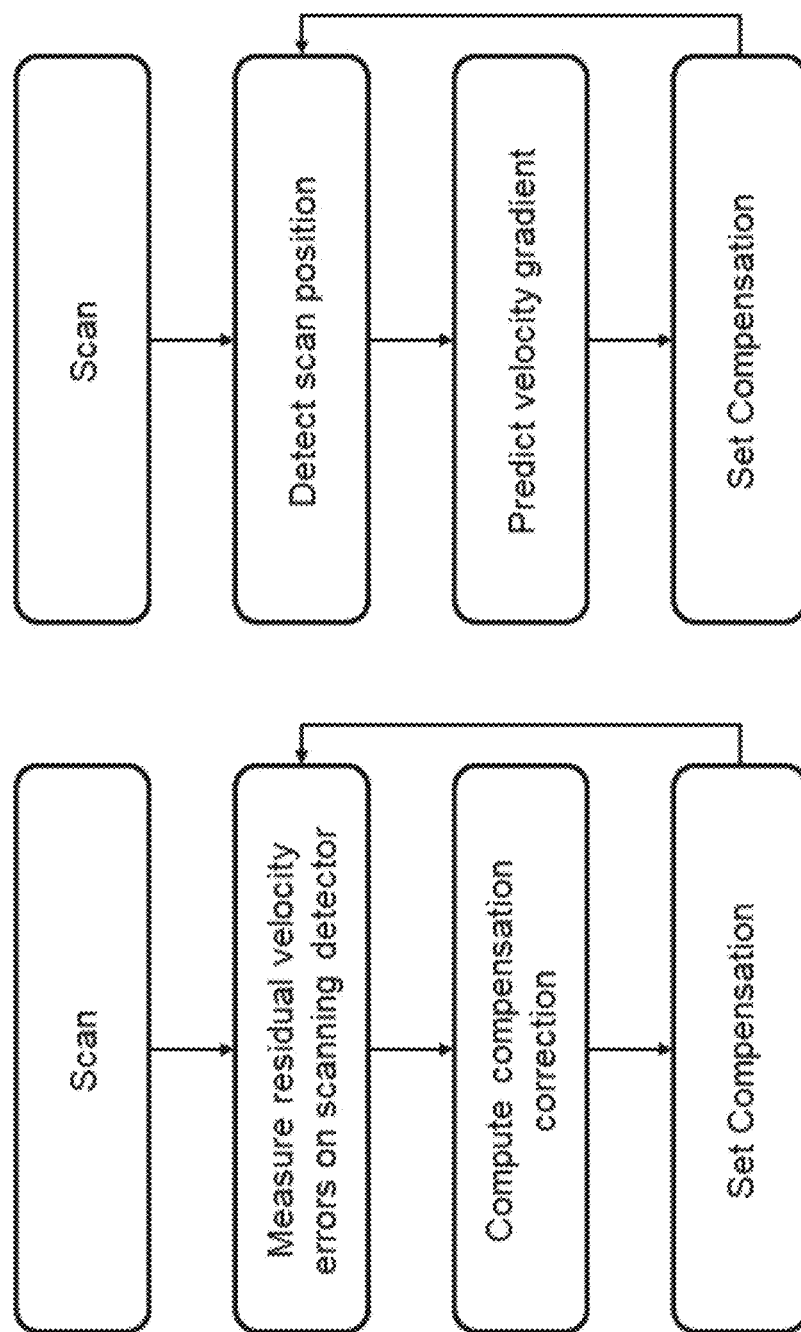 Scan
Measure residual velocity
errors on scanning detector
Compute compensation
correction
Set Compensation
Scan
Detect scan position
Predict velocity gradient
Set Compensation